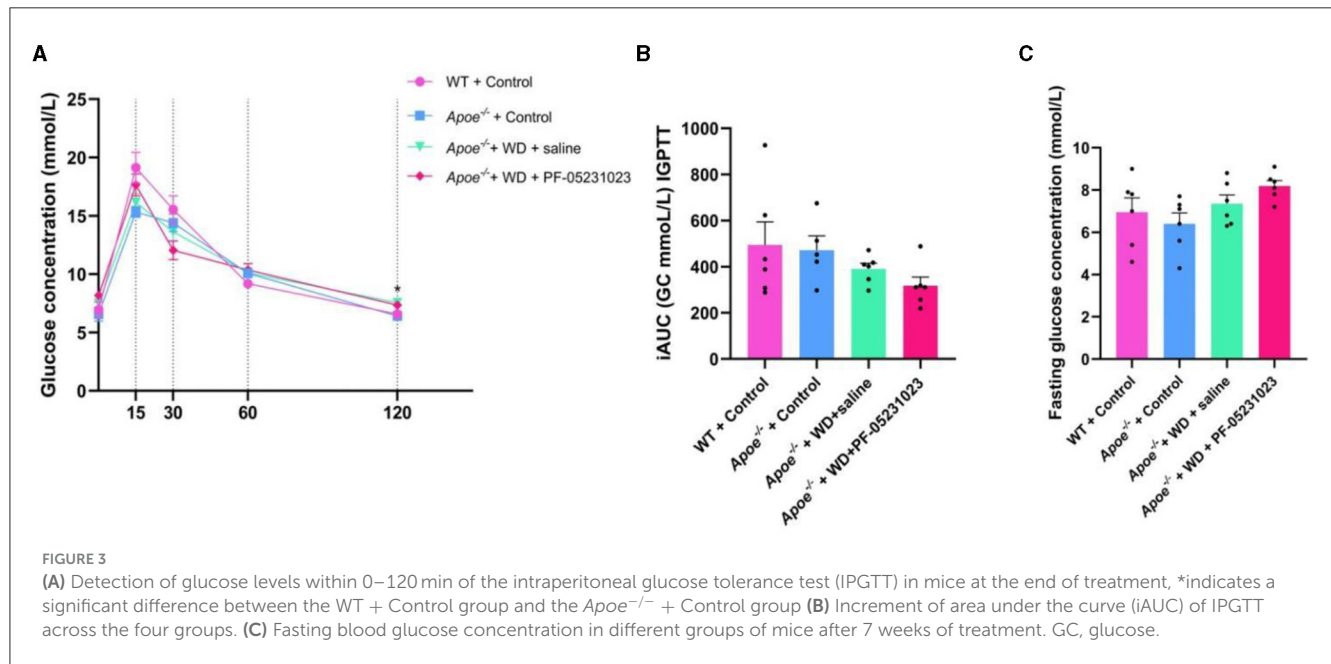 A
WT + Control
Apoe-/- + Control
Apoe-/- + WD + saline
Apoe-/- + WD + PF-05231023
Glucose concentration (mmol/L)
25
20
15
10
5
0
15 30 60 120
*
B
iAUC (GC mmoL/L) IGPTT
1000
800
600
400
200
0
WT + Control
Apoe-/- + Control
Apoe-/- + WD+saline
Apoe-/- + WD+PF-05231023
C
Fasting glucose concentration (mmol/L)
10
8
6
4
2
0
WT + Control
Apoe-/- + Control
Apoe-/- + WD + saline
Apoe-/- + WD + PF-05231023
FIGURE 3
(A) Detection of glucose levels within 0–120 min of the intraperitoneal glucose tolerance test (IPGTT) in mice at the end of treatment, *indicates a
significant difference between the WT + Control group and the Apoe−/− + Control group (B) Increment of area under the curve (iAUC) of IPGTT
across the four groups. (C) Fasting blood glucose concentration in different groups of mice after 7 weeks of treatment. GC, glucose.